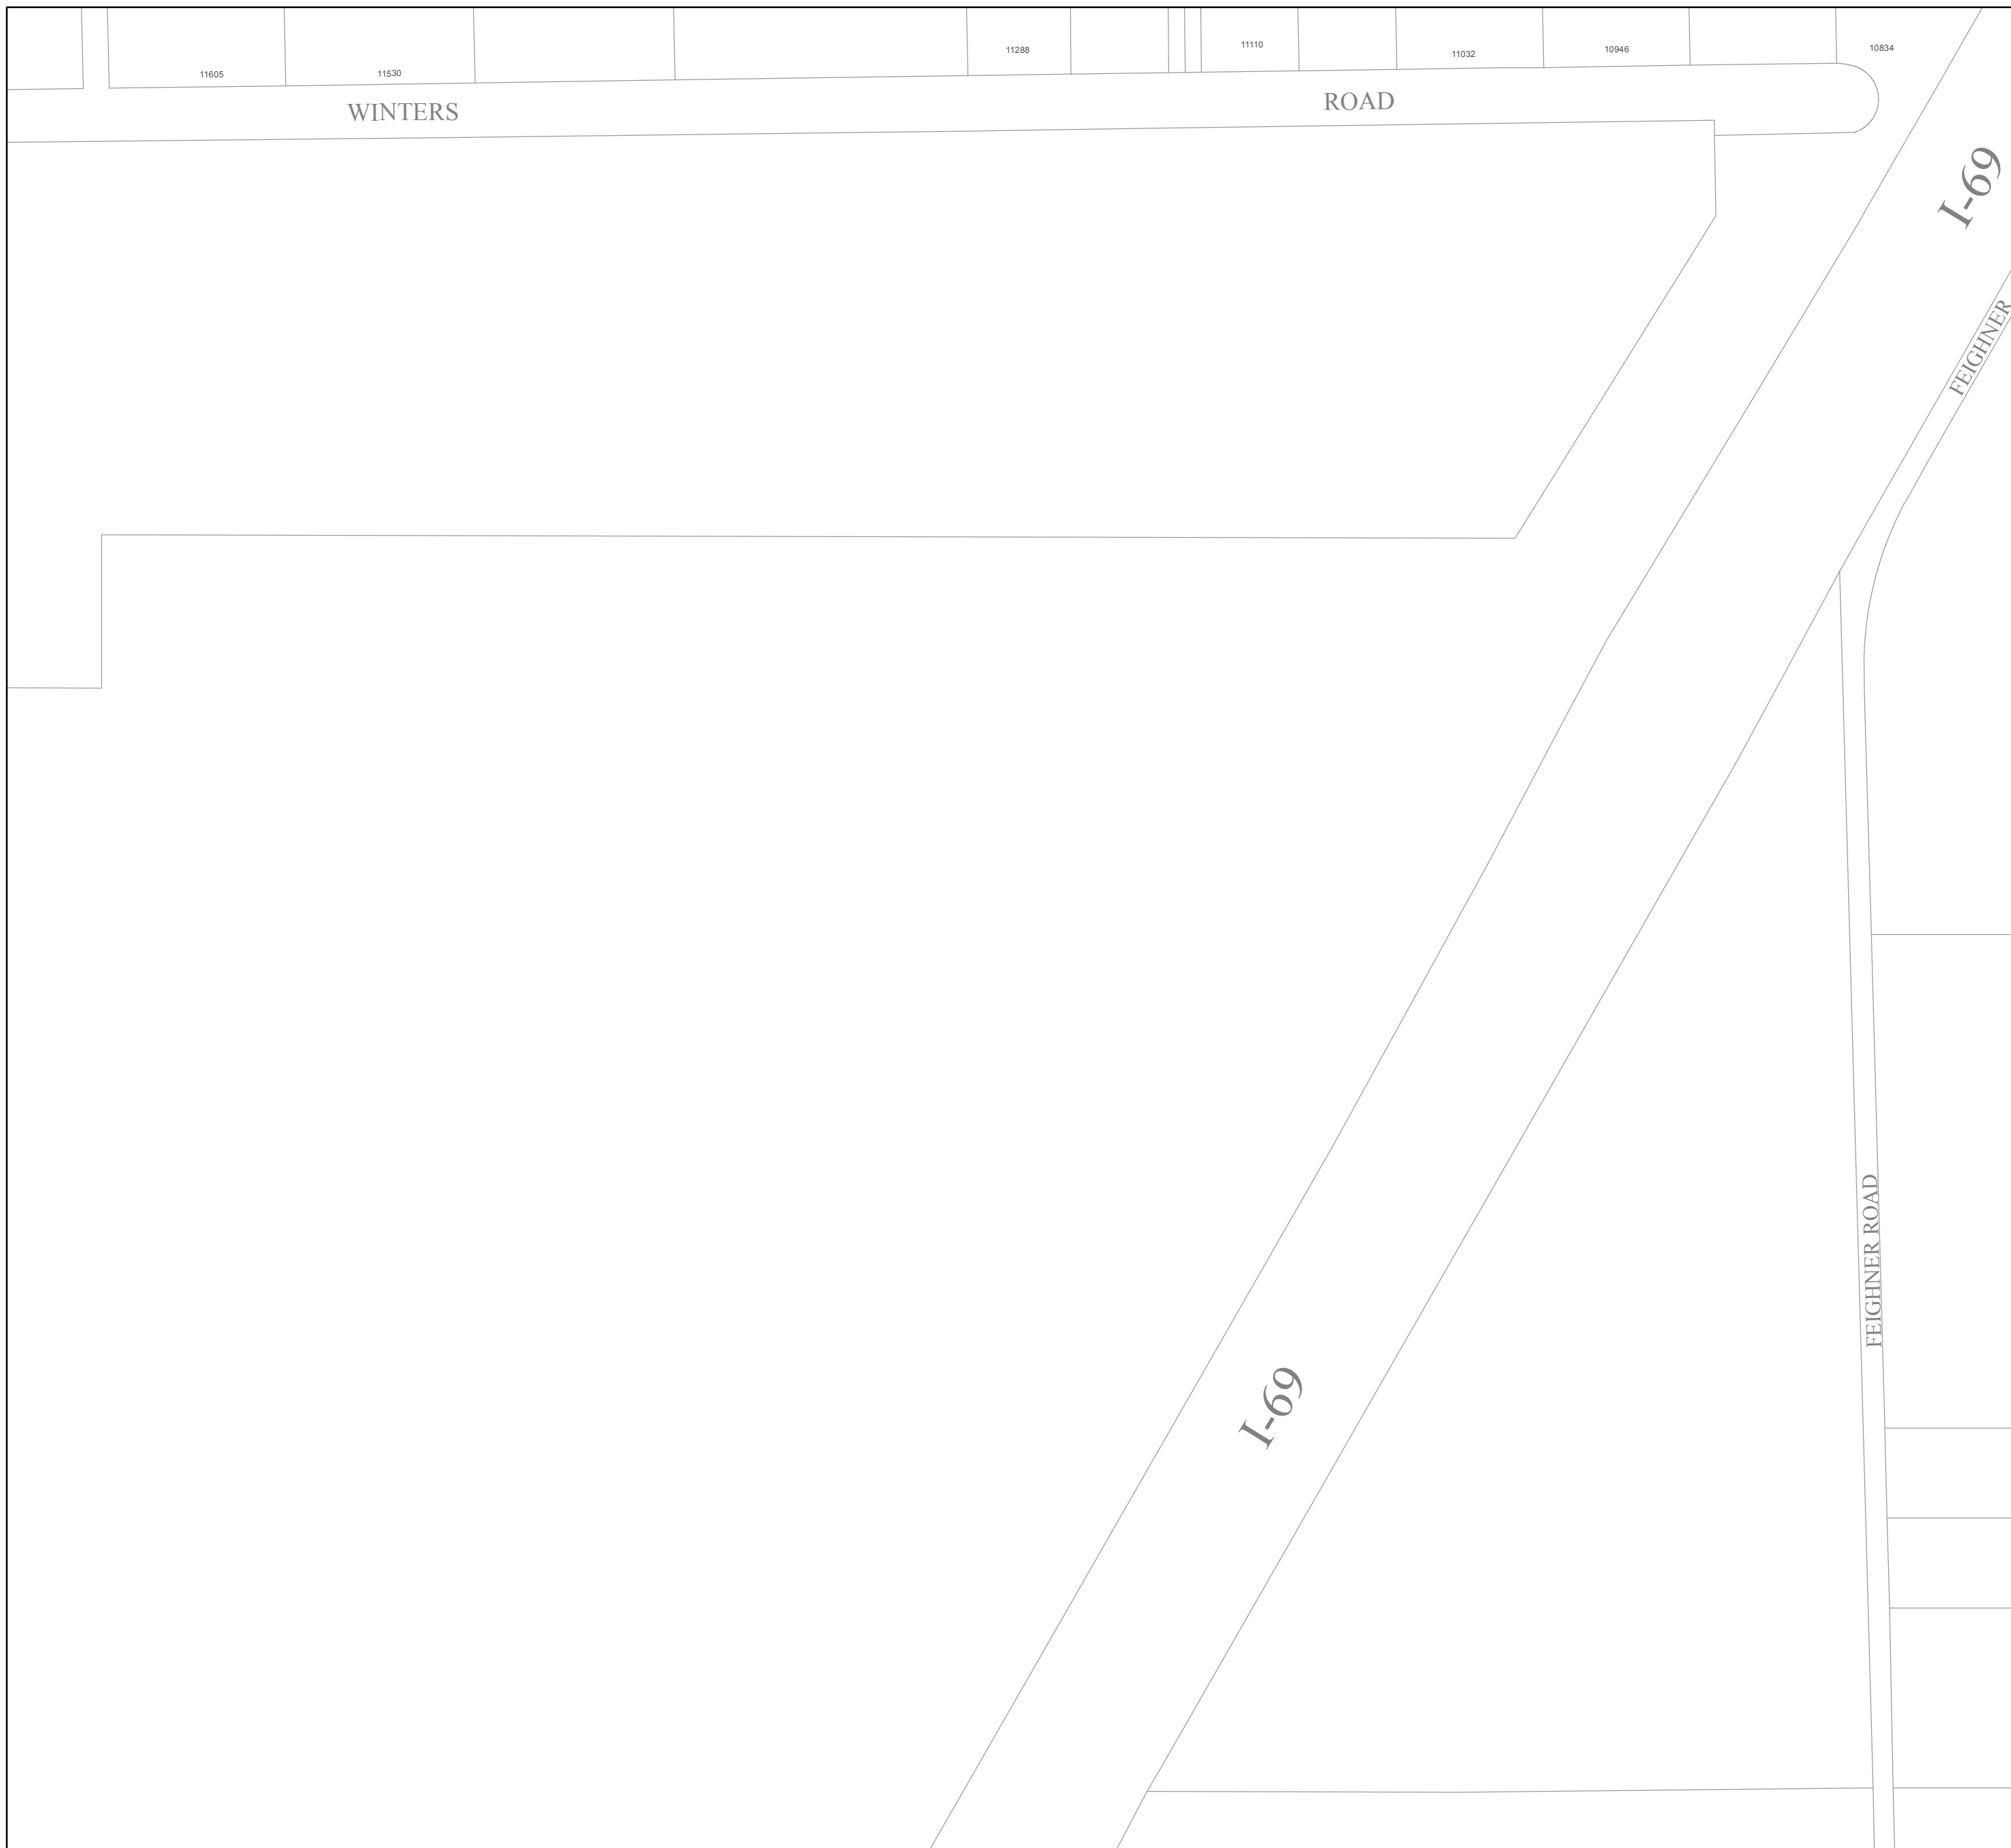 11605
11530
11288
11110
11032
10946
10834
WINTERS ROAD
I-69
FEIGHNER
FEIGHNER ROAD
I-69